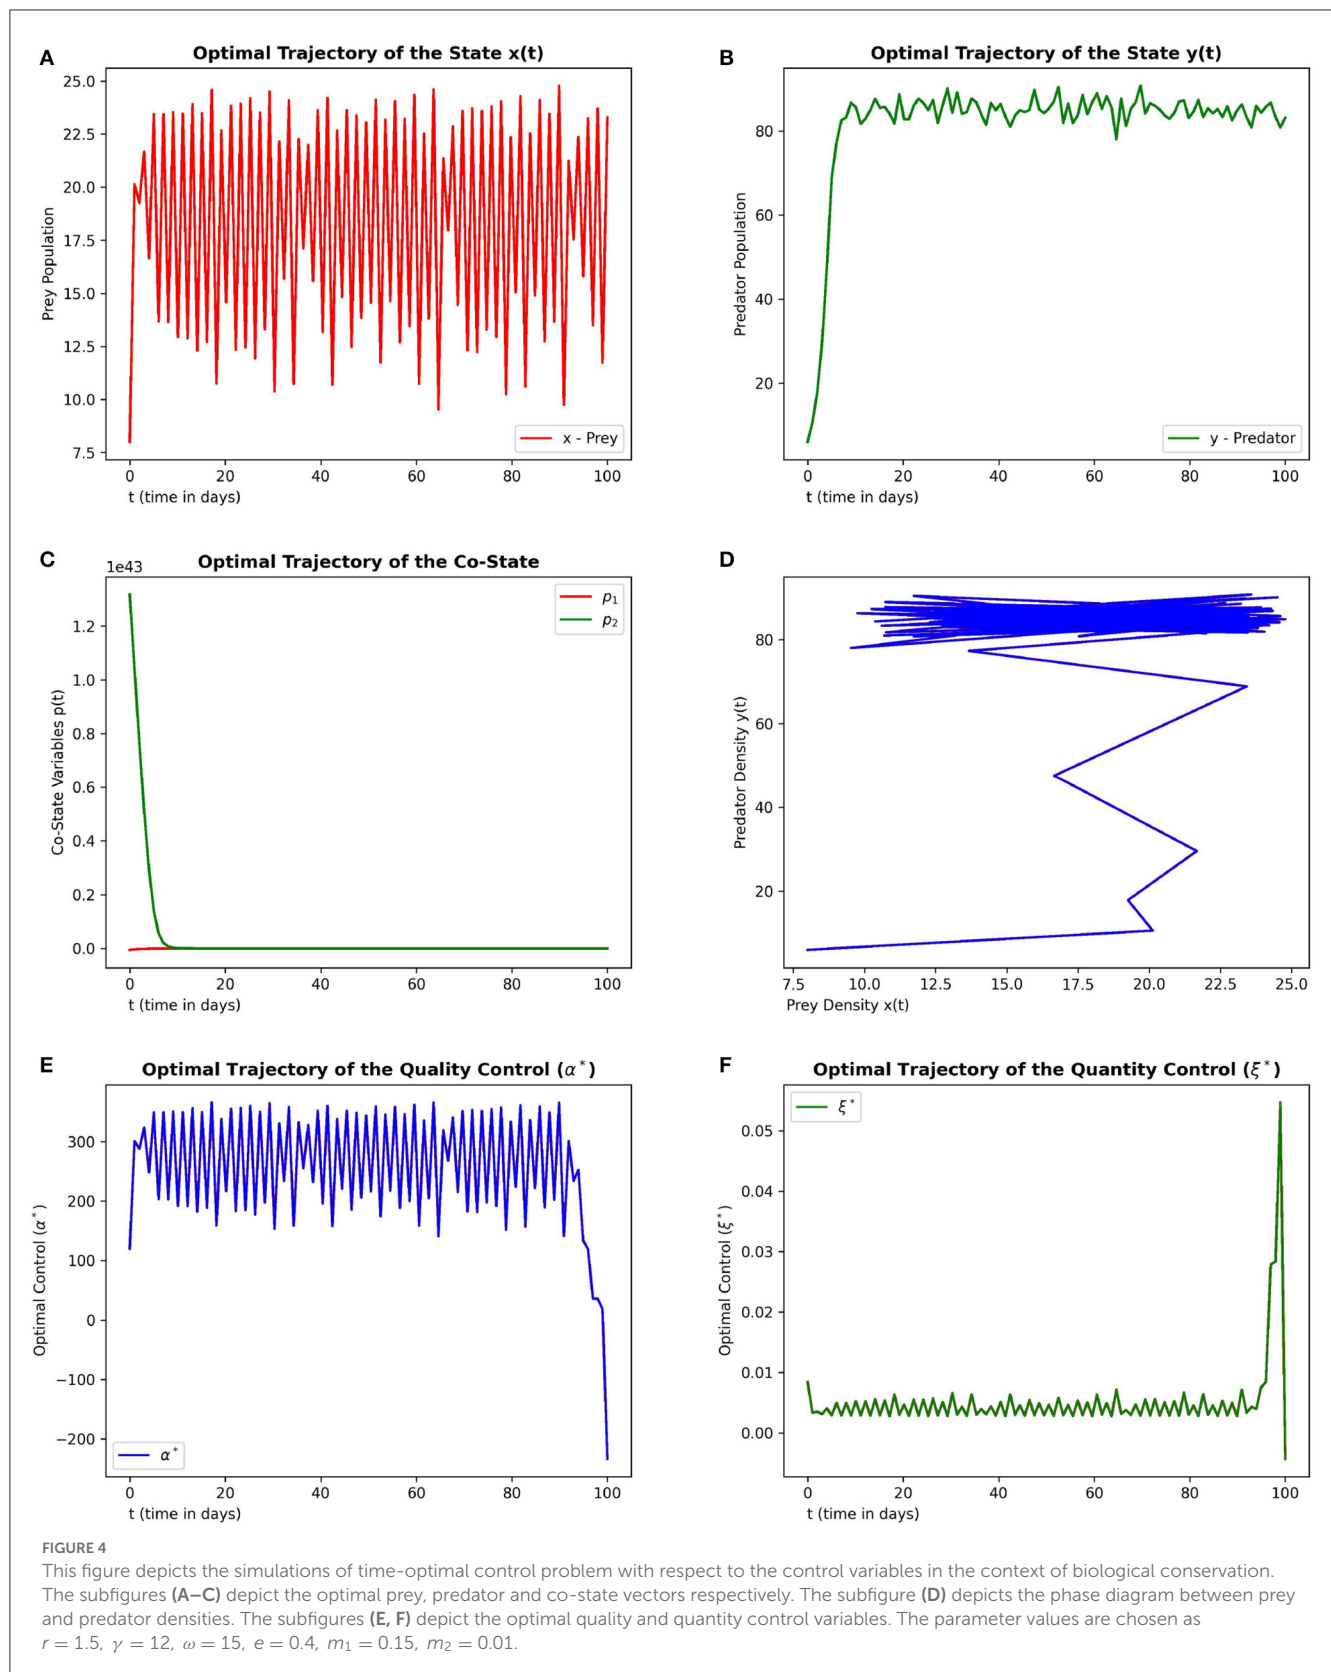 A
Optimal Trajectory of the State x(t)
25.0
22.5
20.0
17.5
15.0
12.5
10.0
7.5
Prey Population
x - Prey
0 20 40 60 80 100
t (time in days)
B
Optimal Trajectory of the State y(t)
80
60
40
20
Predator Population
y - Predator
0 20 40 60 80 100
t (time in days)
C
Optimal Trajectory of the Co-State
1e43
1.2
1.0
0.8
0.6
0.4
0.2
0.0
Co-State Variables p(t)
p₁
p₂
0 20 40 60 80 100
t (time in days)
D
80
60
40
20
Predator Density y(t)
7.5 10.0 12.5 15.0 17.5 20.0 22.5 25.0
Prey Density x(t)
E
Optimal Trajectory of the Quality Control (α*)
300
200
100
0
−100
−200
Optimal Control (α*)
α*
0 20 40 60 80 100
t (time in days)
F
Optimal Trajectory of the Quantity Control (ξ*)
ξ*
0.05
0.04
0.03
0.02
0.01
0.00
Optimal Control (ξ*)
0 20 40 60 80 100
t (time in days)
FIGURE 4
This figure depicts the simulations of time-optimal control problem with respect to the control variables in the context of biological conservation.
The subfigures (A–C) depict the optimal prey, predator and co-state vectors respectively. The subfigure (D) depicts the phase diagram between prey
and predator densities. The subfigures (E, F) depict the optimal quality and quantity control variables. The parameter values are chosen as
r = 1.5, γ = 12, ω = 15, e = 0.4, m₁ = 0.15, m₂ = 0.01.